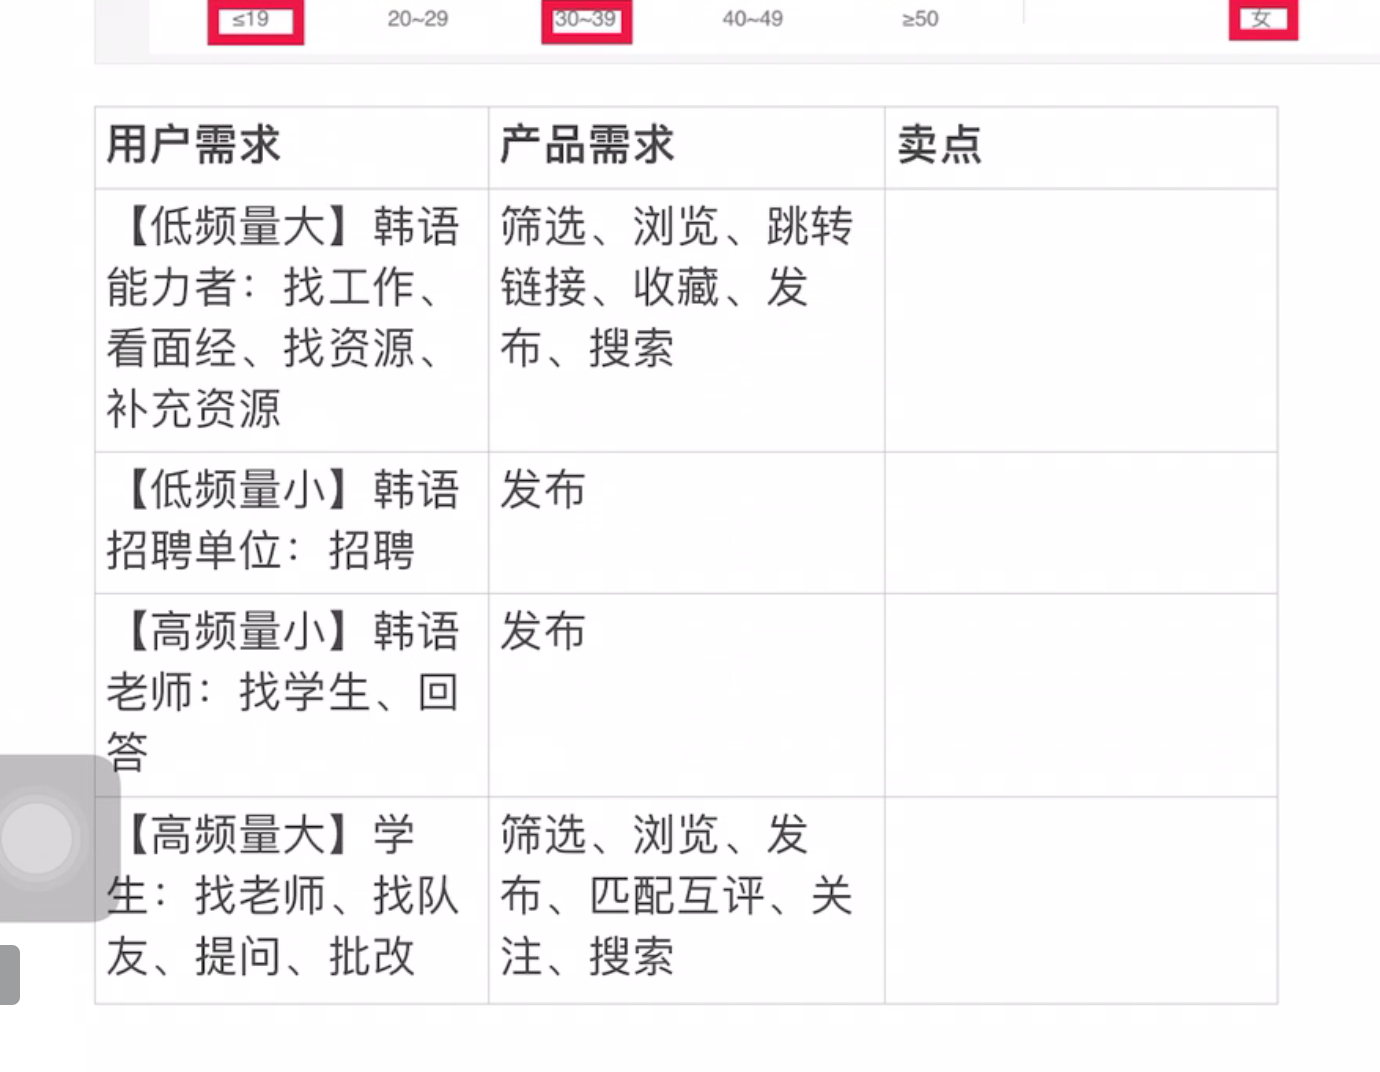 ≤19 20~29 30~39 40~49 ≥50 女
用户需求 产品需求 卖点
【低频量大】韩语
能力者：找工作、
看面经、找资源、
补充资源
筛选、浏览、跳转
链接、收藏、发
布、搜索
【低频量小】韩语
招聘单位：招聘
发布
【高频量小】韩语
老师：找学生、回
答
发布
【高频量大】学
生：找老师、找队
友、提问、批改
筛选、浏览、发
布、匹配互评、关
注、搜索